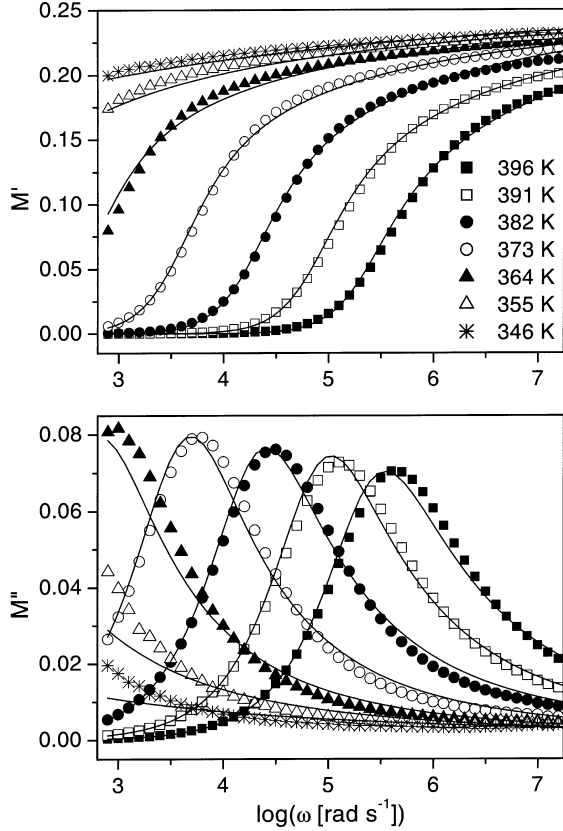 0.25
0.20
0.15
0.10
0.05
0.00
M'
396 K
391 K
382 K
373 K
364 K
355 K
346 K
3 4 5 6 7
0.08
0.06
0.04
0.02
0.00
M"
3 4 5 6 7
log(ω [rad s⁻¹])